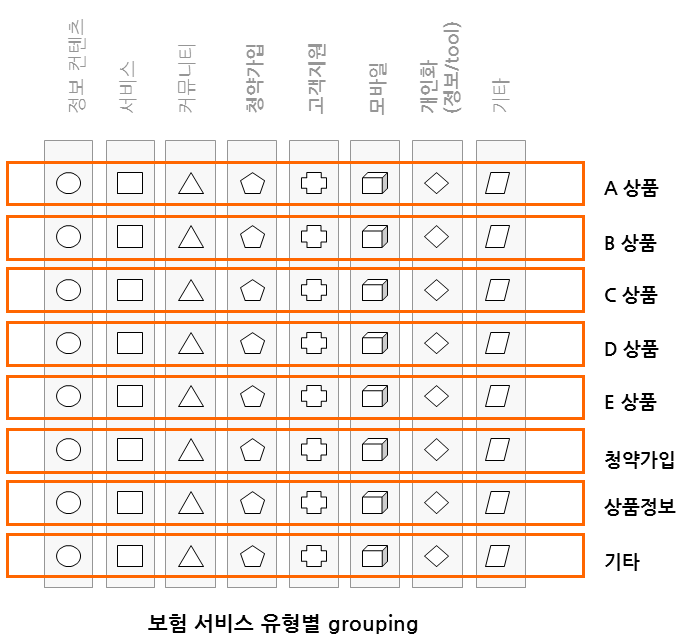 정보 컨텐츠
서비스
커뮤니티
청약가입
고객지원
모바일
개인화
(정보/tool)
기타
A 상품
B 상품
C 상품
D 상품
E 상품
청약가입
상품정보
기타
보험 서비스 유형별 grouping